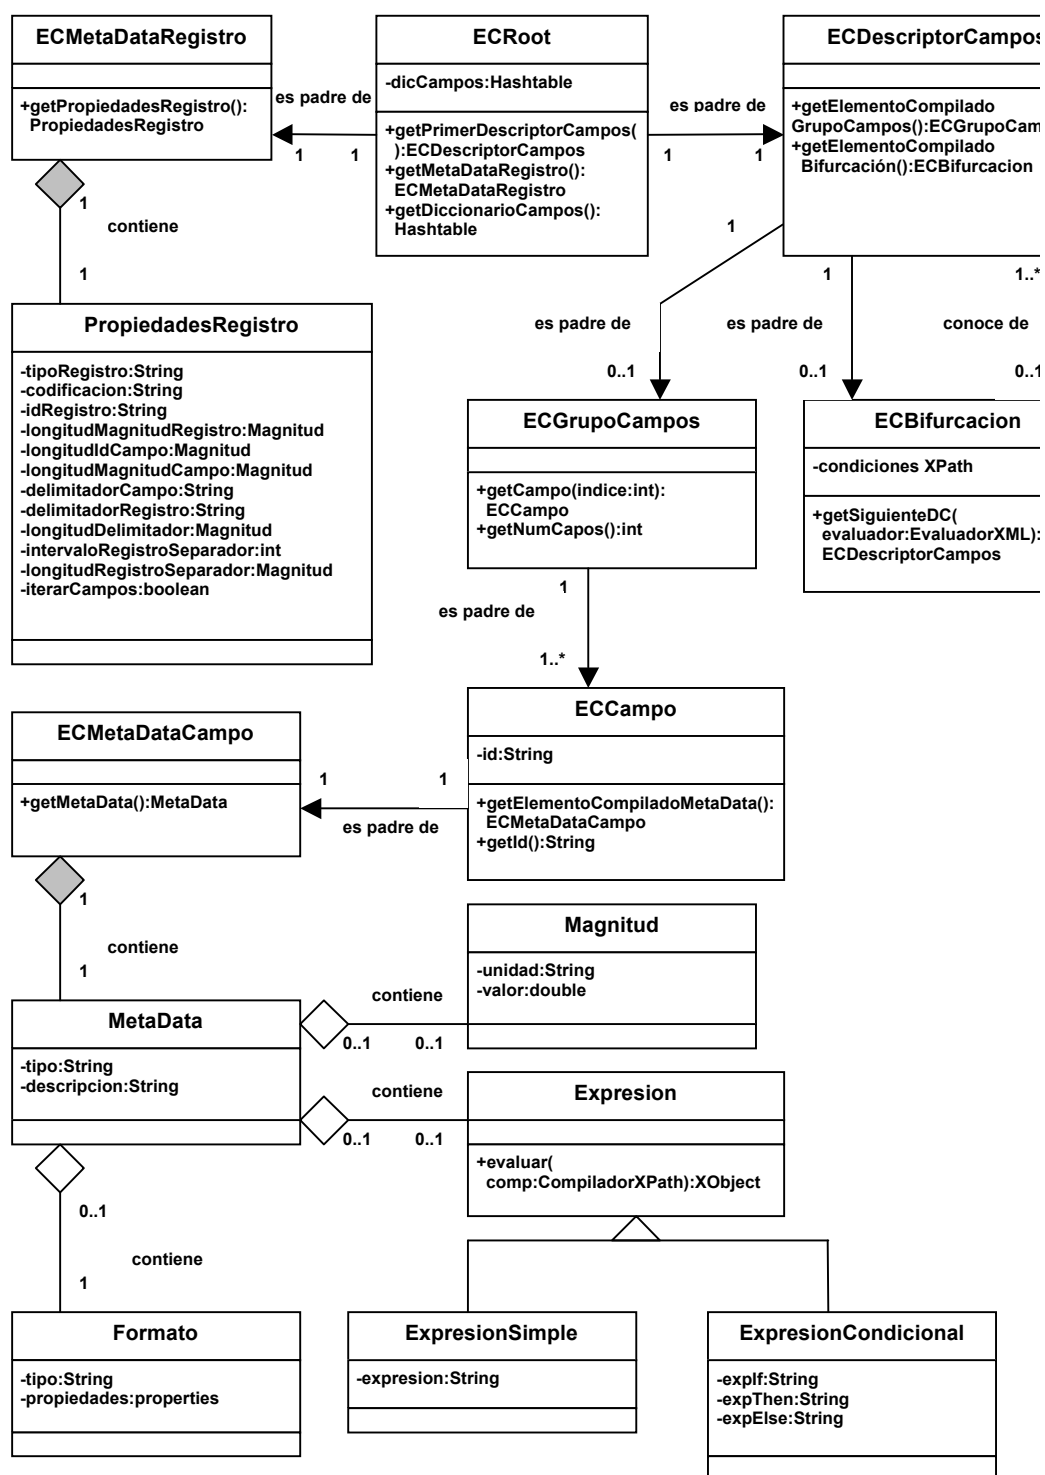 ECMetaDataRegistro
+getPropiedadesRegistro():
PropiedadesRegistro
es padre de
1
1
ECRoot
-dicCampos:Hashtable
+getPrimerDescriptorCampos(
):ECDescriptorCampos
+getMetaDataRegistro():
ECMetaDataRegistro
+getDiccionarioCampos():
Hashtable
es padre de
1
1
ECDescriptorCampos
+getElementoCompilado
GrupoCampos():ECGrupoCam
+getElementoCompilado
Bifurcación():ECBifurcacion
1
contiene
1
1
1
1..*
PropiedadesRegistro
-tipoRegistro:String
-codificacion:String
-idRegistro:String
-longitudMagnitudRegistro:Magnitud
-longitudIdCampo:Magnitud
-longitudMagnitudCampo:Magnitud
-delimitadorCampo:String
-delimitadorRegistro:String
-longitudDelimitador:Magnitud
-intervaloRegistroSeparador:int
-longitudRegistroSeparador:Magnitud
-iterarCampos:boolean
es padre de
es padre de
conoce de
0..1
0..1
0..1
ECGrupoCampos
+getCampo(indice:int):
ECCampo
+getNumCapos():int
ECBifurcacion
-condiciones XPath
+getSiguienteDC(
evaluador:EvaluadorXML):
ECDescriptorCampos
1
es padre de
1..*
ECMetaDataCampo
+getMetaData():MetaData
1
1
es padre de
ECCampo
-id:String
+getElementoCompiladoMetaData():
ECMetaDataCampo
+getId():String
1
contiene
1
Magnitud
-unidad:String
-valor:double
contiene
0..1
0..1
MetaData
-tipo:String
-descripcion:String
contiene
0..1
0..1
Expresion
+evaluar(
comp:CompiladorXPath):XObject
0..1
contiene
1
Formato
-tipo:String
-propiedades:properties
ExpresionSimple
-expresion:String
ExpresionCondicional
-expIf:String
-expThen:String
-expElse:String